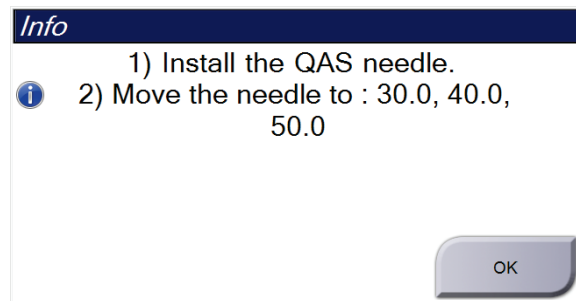 Info
1) Install the QAS needle.
2) Move the needle to : 30.0, 40.0,
50.0
OK